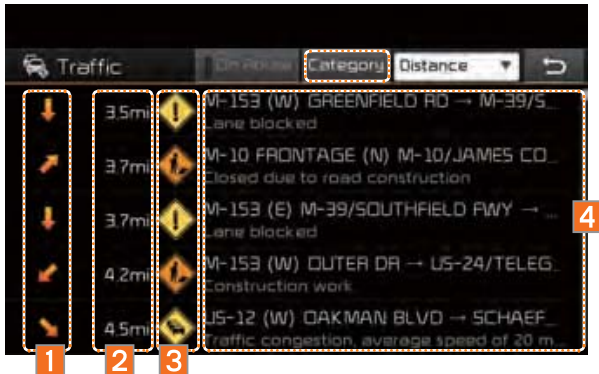 Traffic On Route Category Distance
3.5mi M-153 (W) GREENFIELD RD → M-39/S...
Lane blocked
3.7mi M-10 FRONTAGE (N) M-10/JAMES CO...
Closed due to road construction
3.7mi M-153 (E) M-39/SOUTHFIELD FWY → ...
Lane blocked
4.2mi M-153 (W) OUTER DR → US-24/TELEG...
Construction work
4.5mi US-12 (W) OAKMAN BLVD → SCHAEF...
Traffic congestion, average speed of 20 m...
4
1 2 3